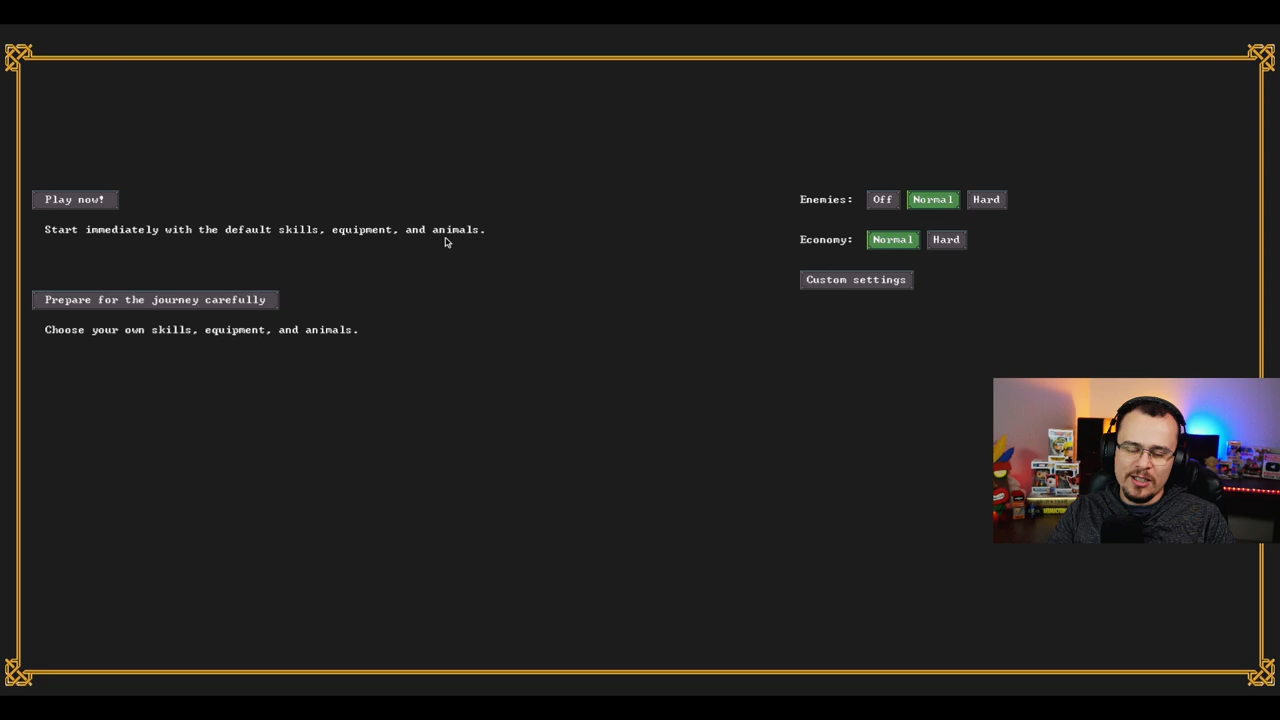 Play now!
Start immediately with the default skills, equipment, and animals.
Prepare for the journey carefully
Choose your own skills, equipment, and animals.
Enemies: Off Normal Hard
Economy: Normal Hard
Custom settings